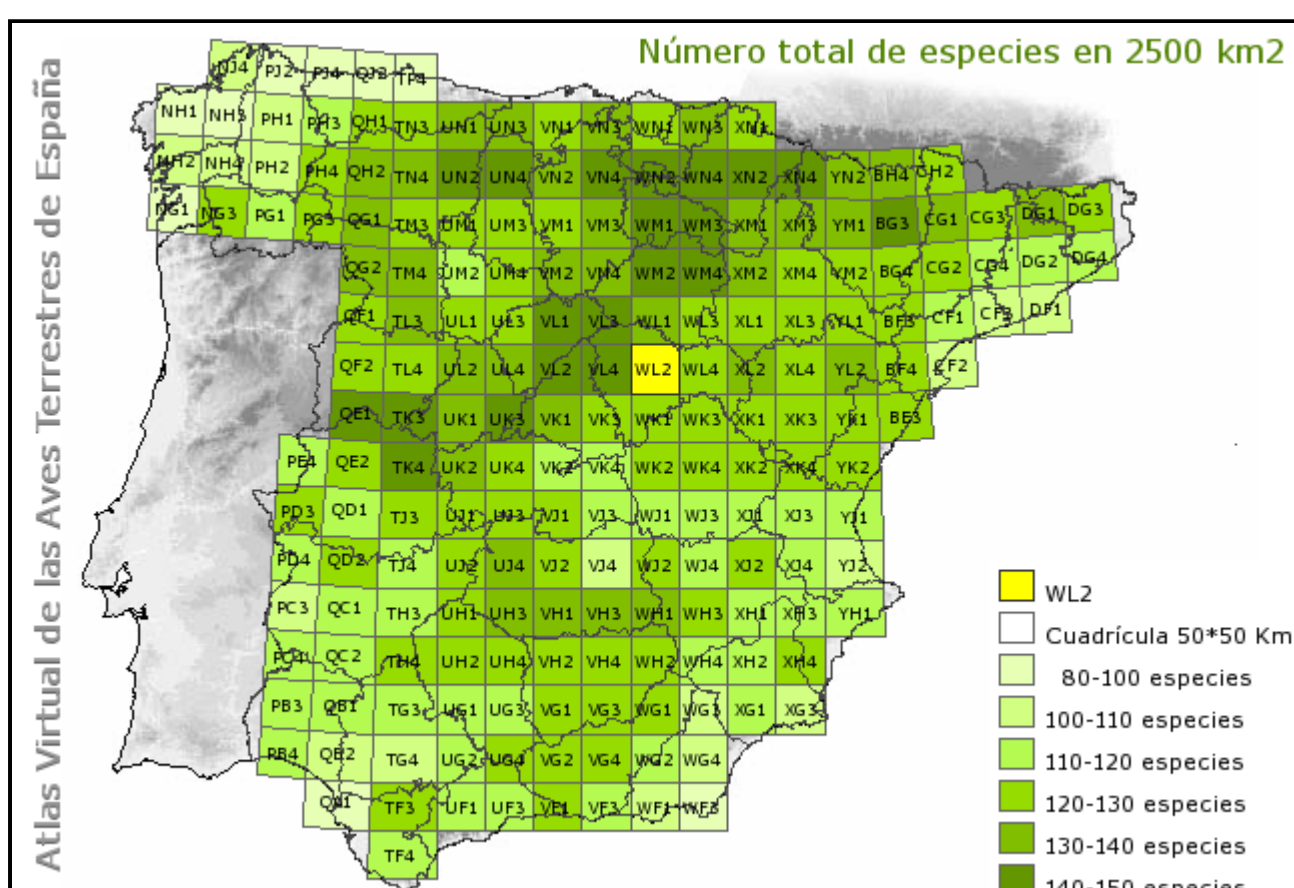 Número total de especies en 2500 km2
Atlas Virtual de las Aves Terrestres de España
NJ4 PJ2 PJ4 QJ2 TP4
NH1 NH3 PH1 PH3 QH1 TN3 UN1 UN3 VN1 VN3 WN1 WN3 XN1
NH2 NH4 PH2 PH4 QH2 TN4 UN2 UN4 VN2 VN4 WN2 WN4 XN2 XN4 YN2 BH4 CH2
NG1 NG3 PG1 PG3 QG1 TM3 UM1 UM3 VM1 VM3 WM1 WM3 XM1 XM3 YM1 BG3 CG1 CG3 DG1 DG3
QG2 TM4 UM2 UM4 VM2 VM4 WM2 WM4 XM2 XM4 YM2 BG4 CG2 CG4 DG2 DG4
QF1 TL3 UL1 UL3 VL1 VL3 WL1 WL3 XL1 XL3 YL1 BF3 CF1 CF3 DF1
QF2 TL4 UL2 UL4 VL2 VL4 WL2 WL4 XL2 XL4 YL2 BF4 CF2
QE1 TK3 UK1 UK3 VK1 VK3 WK1 WK3 XK1 XK3 YK1 BE3
PE4 QE2 TK4 UK2 UK4 VK2 VK4 WK2 WK4 XK2 XK4 YK2
PD3 QD1 TJ3 UJ1 UJ3 VJ1 VJ3 WJ1 WJ3 XJ1 XJ3 YJ1
PD4 QD2 TJ4 UJ2 UJ4 VJ2 VJ4 WJ2 WJ4 XJ2 XJ4 YJ2
PC3 QC1 TH3 UH1 UH3 VH1 VH3 WH1 WH3 XH1 XH3 YH1
PC4 QC2 TH4 UH2 UH4 VH2 VH4 WH2 WH4 XH2 XH4
PB3 QB1 TG3 UG1 UG3 VG1 VG3 WG1 WG3 XG1 XG3
PB4 QB2 TG4 UG2 UG4 VG2 VG4 WG2 WG4
QA1 TF3 UF1 UF3 VF1 VF3 WF1 WF3
TF4
WL2
Cuadrícula 50*50 Km
80-100 especies
100-110 especies
110-120 especies
120-130 especies
130-140 especies
140-150 especies